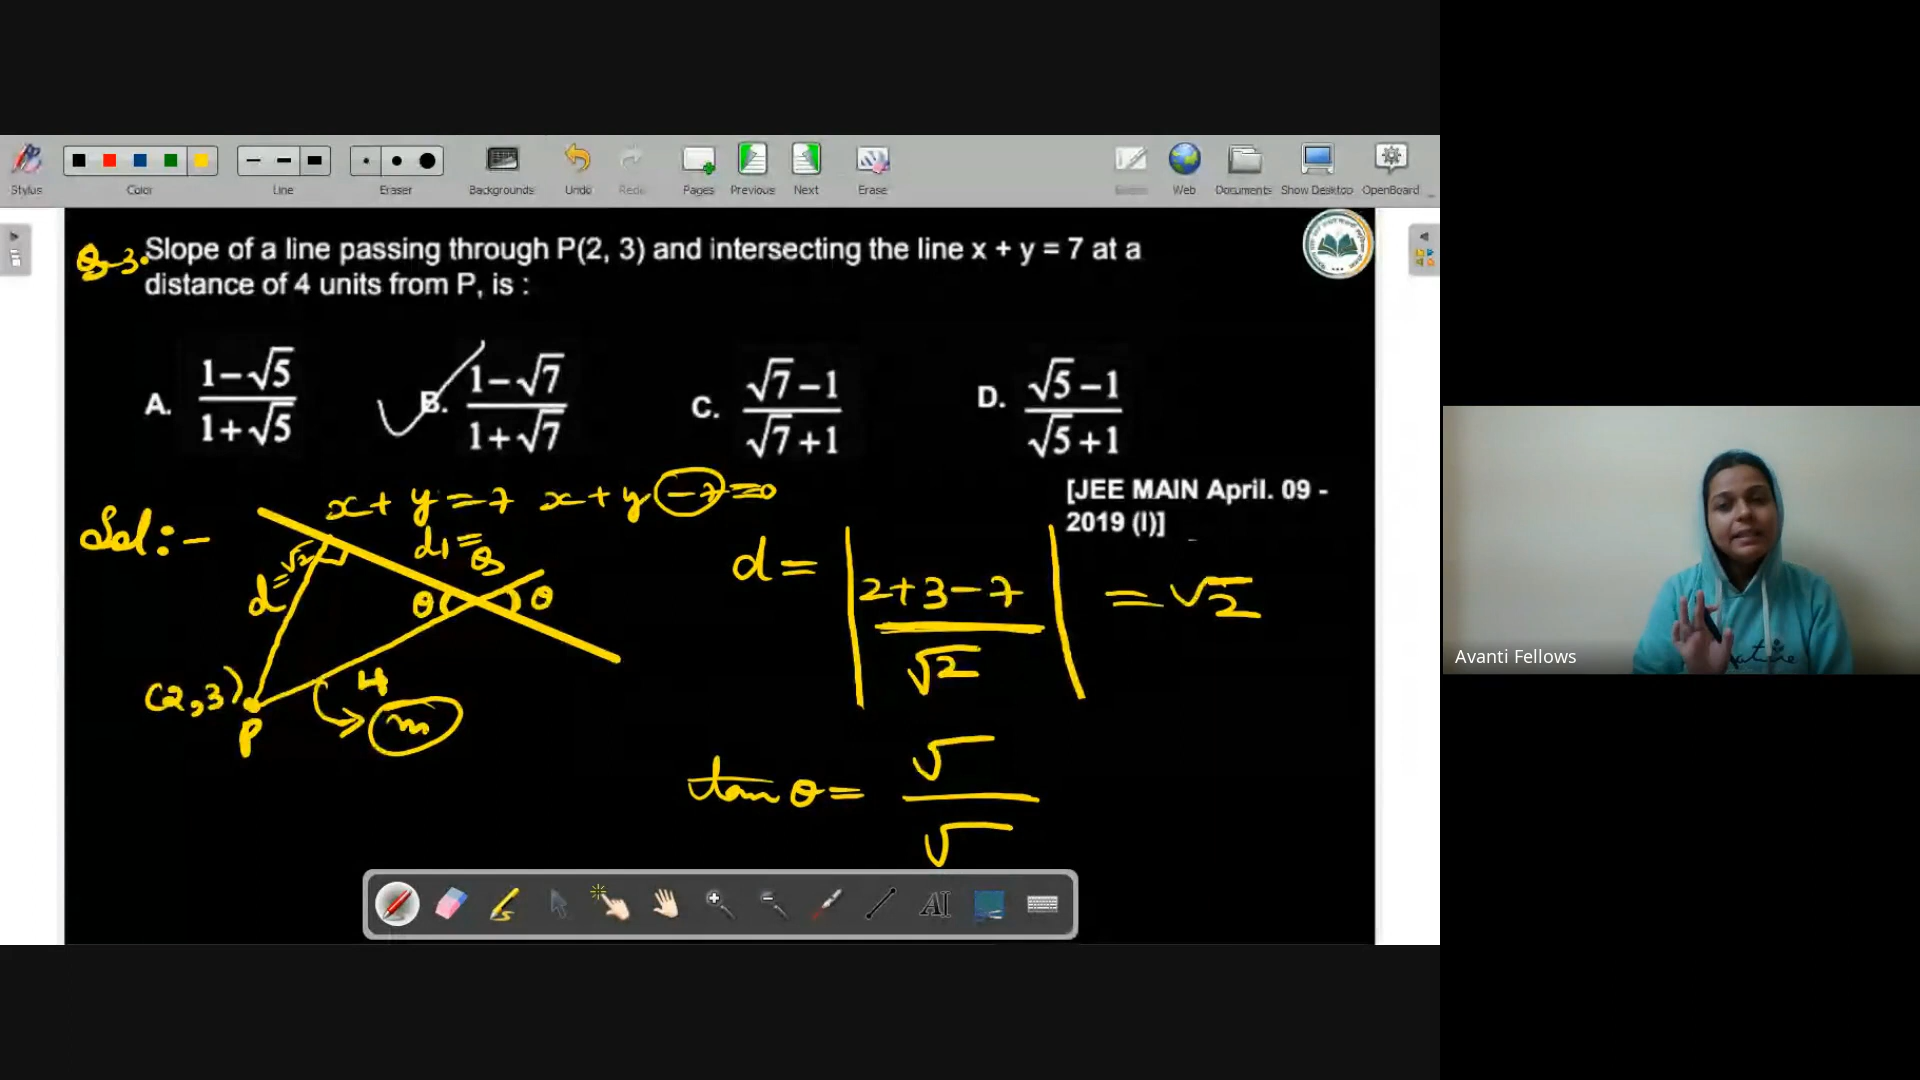 Stylus
Color
Line
Eraser
Backgrounds
Undo
Redo
Pages
Previous
Next
Erase
Web
Documents
Show Desktop
OpenBoard
Q-3. Slope of a line passing through P(2, 3) and intersecting the line x + y = 7 at a
distance of 4 units from P, is :
A. (1−√5)/(1+√5)
B. (1−√7)/(1+√7)
C. (√7−1)/(√7+1)
D. (√5−1)/(√5+1)
[JEE MAIN April. 09 -
2019 (I)]
Sol:-
x + y = 7 x + y − 7 = 0
d1 =
d = √2
θ θ
(2,3)
P
4
m
d = |(2+3−7)/√2| = √2
tan θ = √/√
AI
Avanti Fellows